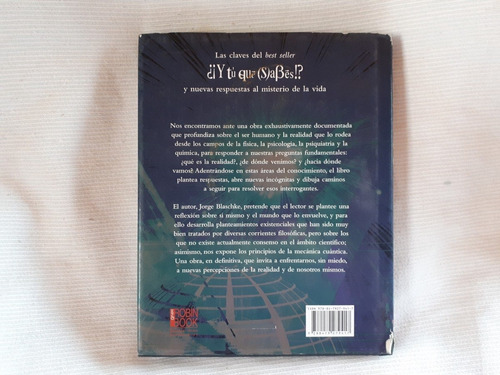 Las claves del best seller
¿¡Y tú que(S)aβes!?
y nuevas respuestas al misterio de la vida
Nos encontramos ante una obra exhaustivamente documentada
que profundiza sobre el ser humano y la realidad que lo rodea
desde los campos de la física, la psicología, la psiquiatría y la
química, para responder a nuestras preguntas fundamentales:
¿qué es la realidad?, ¿de dónde venimos? y ¿hacia dónde
vamos? Adentrándose en estas áreas del conocimiento, el libro
plantea respuestas, abre nuevas incógnitas y dibuja caminos
a seguir para resolver esos interrogantes.
El autor, Jorge Blaschke, pretende que el lector se plantee una
reflexión sobre sí mismo y el mundo que lo envuelve, y para
ello desarrolla planteamientos existenciales que han sido muy
bien tratados por diversas corrientes filosóficas, pero sobre los
que no existe actualmente consenso en el ámbito científico;
asimismo, nos expone los principios de la mecánica cuántica.
Una obra, en definitiva, que invita a enfrentarnos, sin miedo,
a nuevas percepciones de la realidad y de nosotros mismos.
ROBIN
BOOK